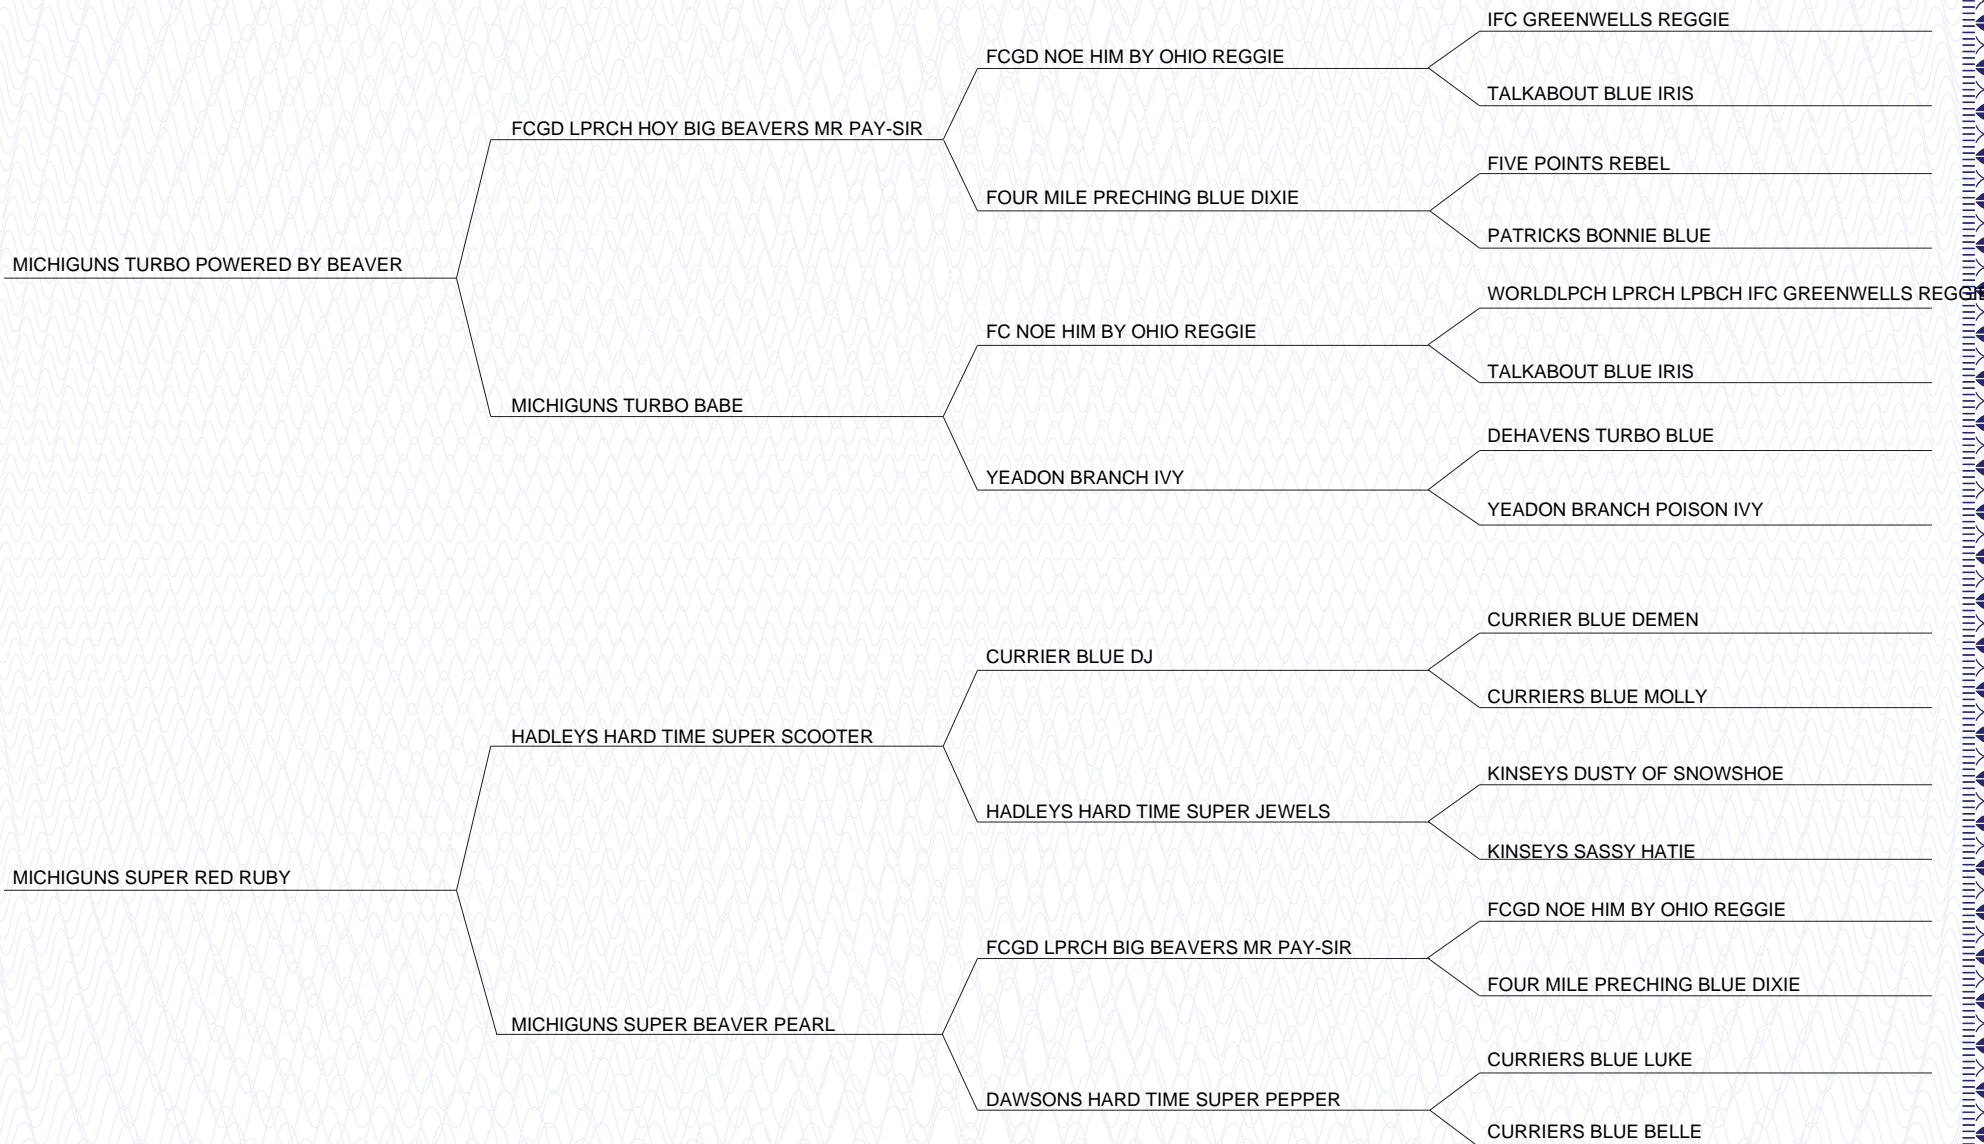 IFC GREENWELLS REGGIE
FCGD NOE HIM BY OHIO REGGIE
TALKABOUT BLUE IRIS
FCGD LPRCH HOY BIG BEAVERS MR PAY-SIR
FIVE POINTS REBEL
FOUR MILE PRECHING BLUE DIXIE
PATRICKS BONNIE BLUE
MICHIGUNS TURBO POWERED BY BEAVER
WORLDLPCH LPRCH LPBCH IFC GREENWELLS REGGIE
FC NOE HIM BY OHIO REGGIE
TALKABOUT BLUE IRIS
MICHIGUNS TURBO BABE
DEHAVENS TURBO BLUE
YEADON BRANCH IVY
YEADON BRANCH POISON IVY
CURRIER BLUE DEMEN
CURRIER BLUE DJ
CURRIERS BLUE MOLLY
HADLEYS HARD TIME SUPER SCOOTER
KINSEYS DUSTY OF SNOWSHOE
HADLEYS HARD TIME SUPER JEWELS
KINSEYS SASSY HATIE
MICHIGUNS SUPER RED RUBY
FCGD NOE HIM BY OHIO REGGIE
FCGD LPRCH BIG BEAVERS MR PAY-SIR
FOUR MILE PRECHING BLUE DIXIE
MICHIGUNS SUPER BEAVER PEARL
CURRIERS BLUE LUKE
DAWSONS HARD TIME SUPER PEPPER
CURRIERS BLUE BELLE